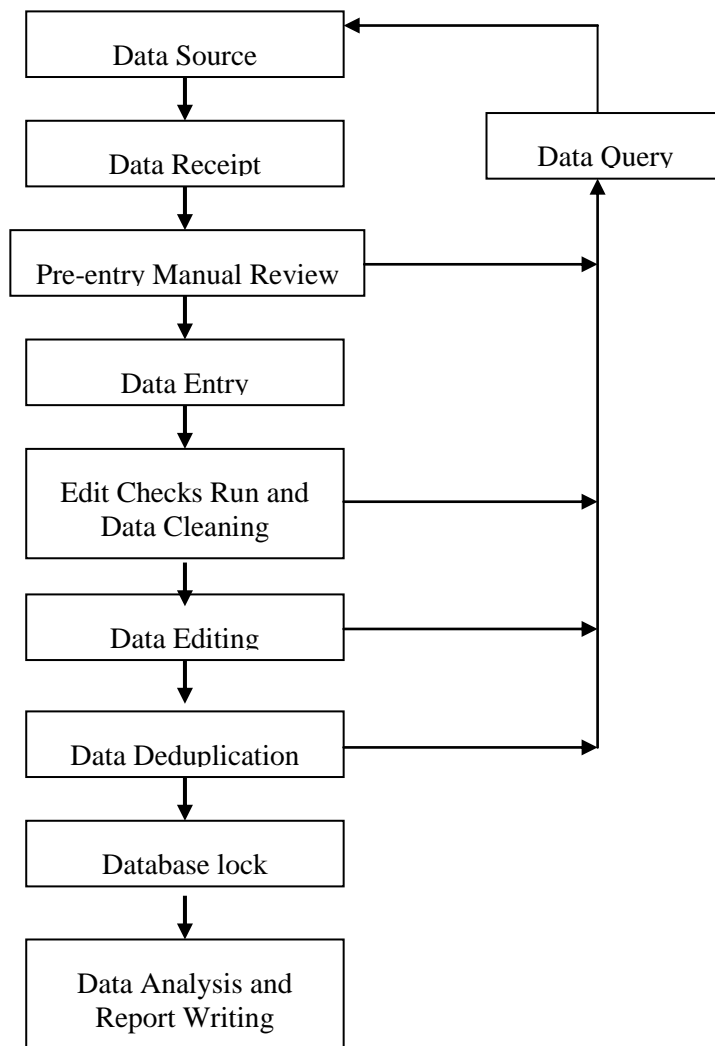 Data Source
Data Receipt
Data Query
Pre-entry Manual Review
Data Entry
Edit Checks Run and
Data Cleaning
Data Editing
Data Deduplication
Database lock
Data Analysis and
Report Writing